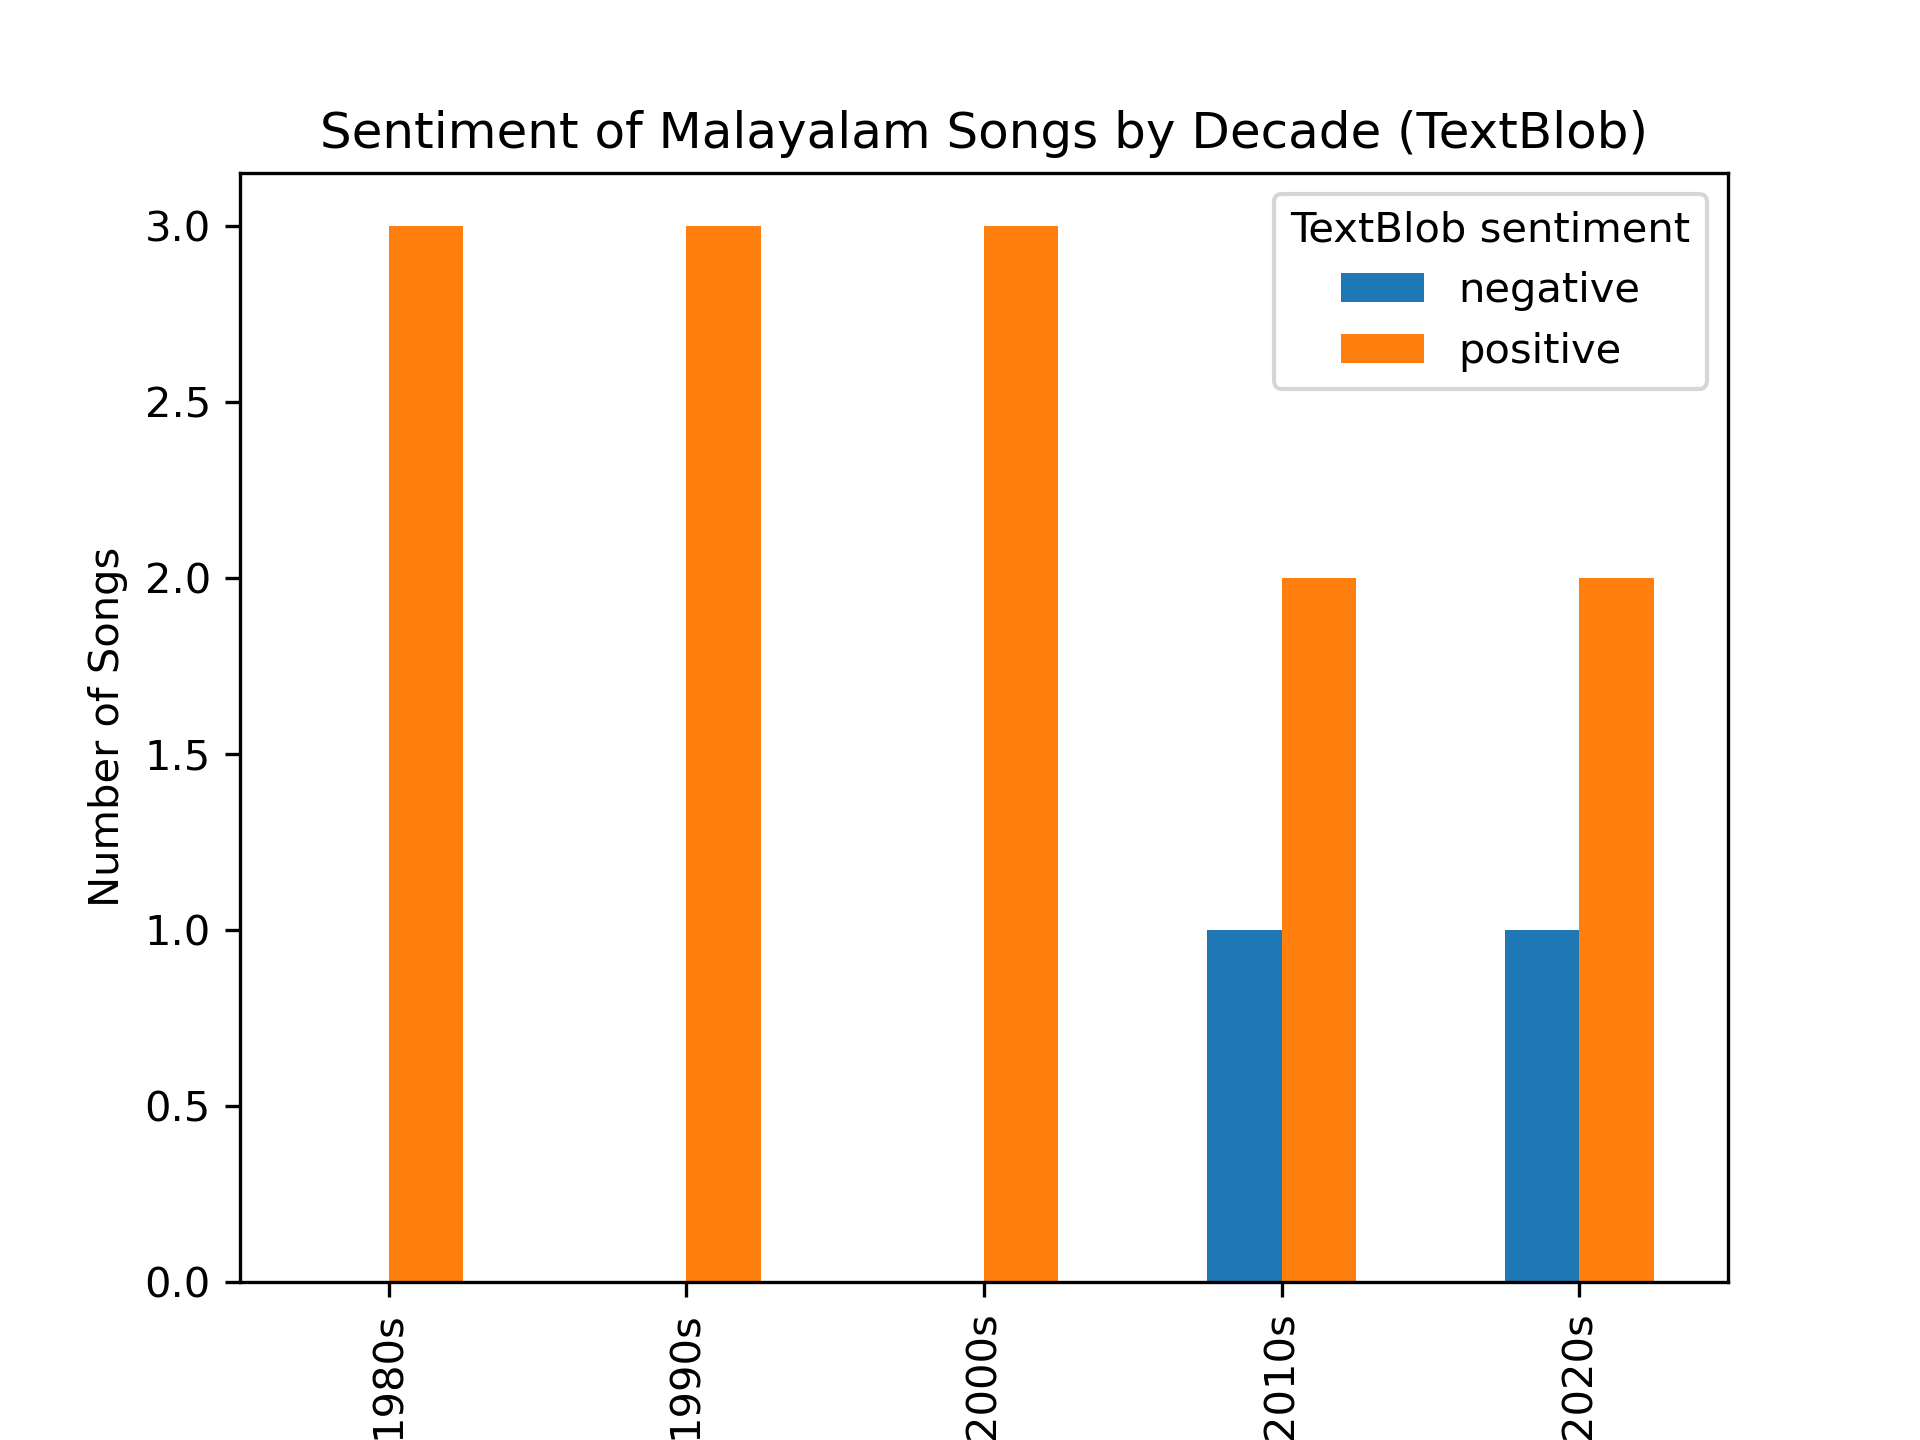 Sentiment of Malayalam Songs by Decade (TextBlob)
TextBlob sentiment
negative
positive
3.0
2.5
2.0
1.5
1.0
0.5
0.0
Number of Songs
1980s
1990s
2000s
2010s
2020s